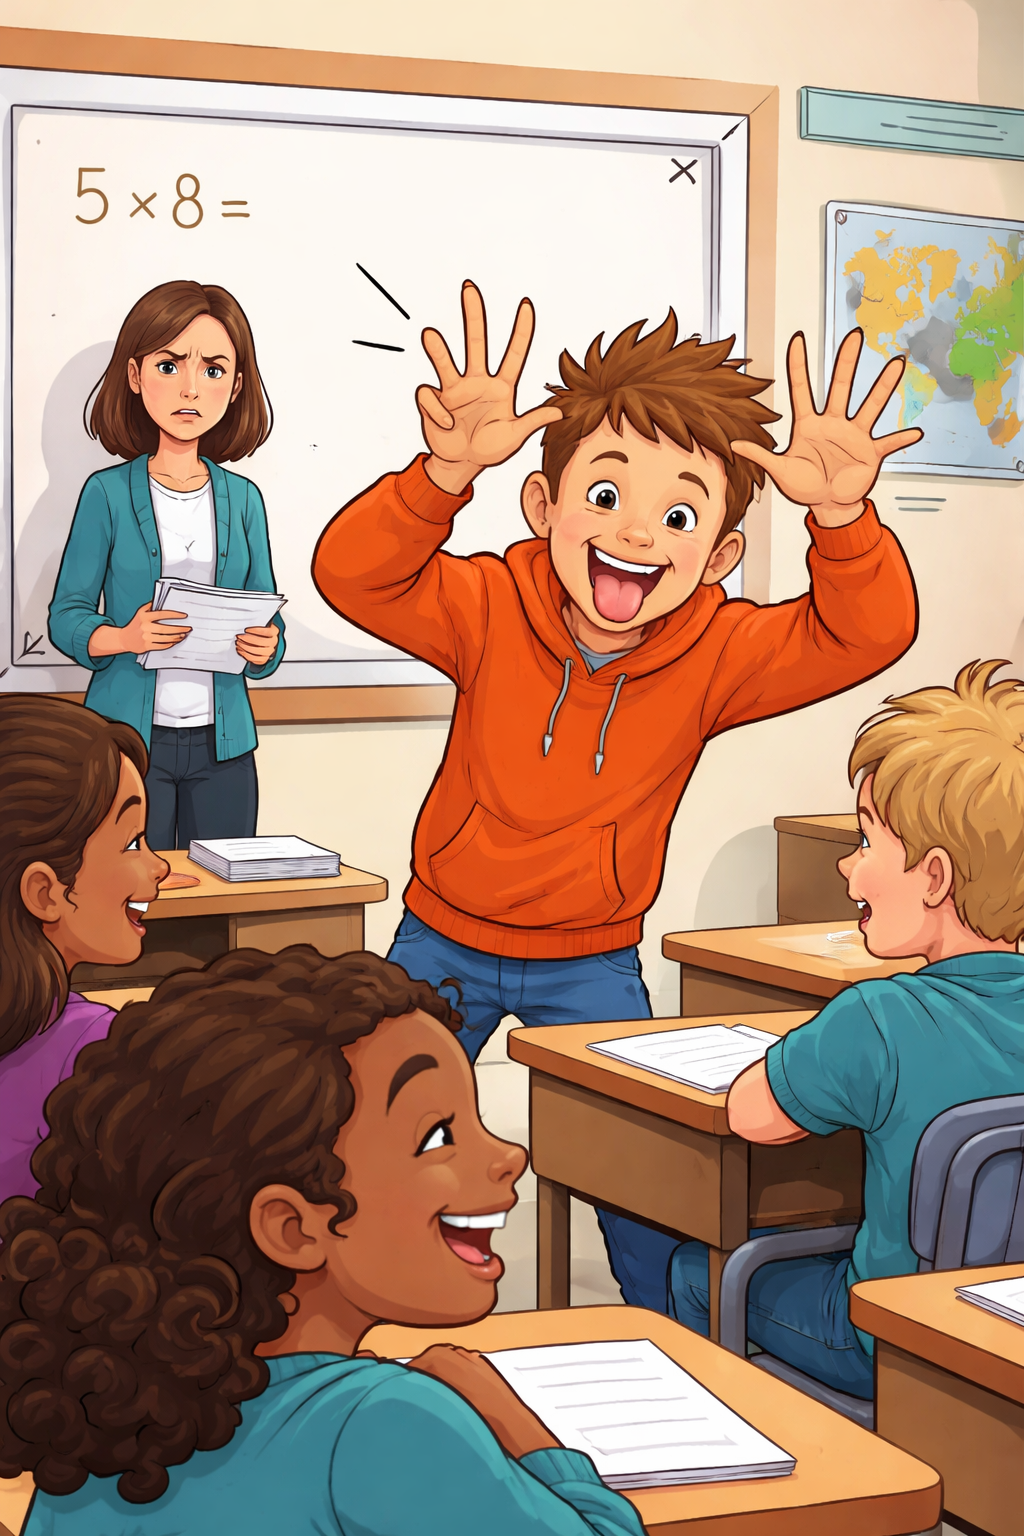 5 × 8 =